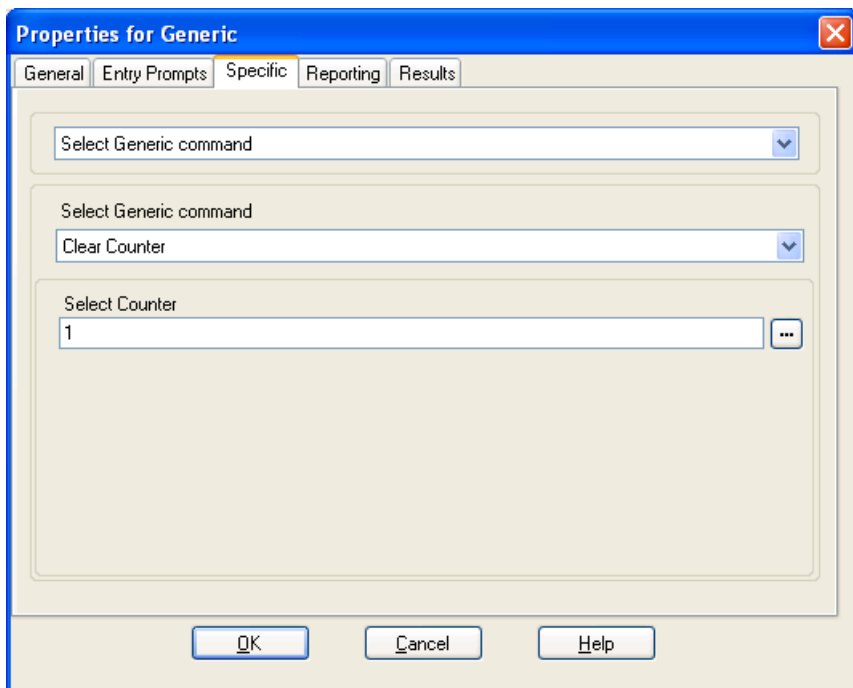 Properties for Generic
General Entry Prompts Specific Reporting Results
Select Generic command
Select Generic command
Clear Counter
Select Counter
1
...
OK Cancel Help